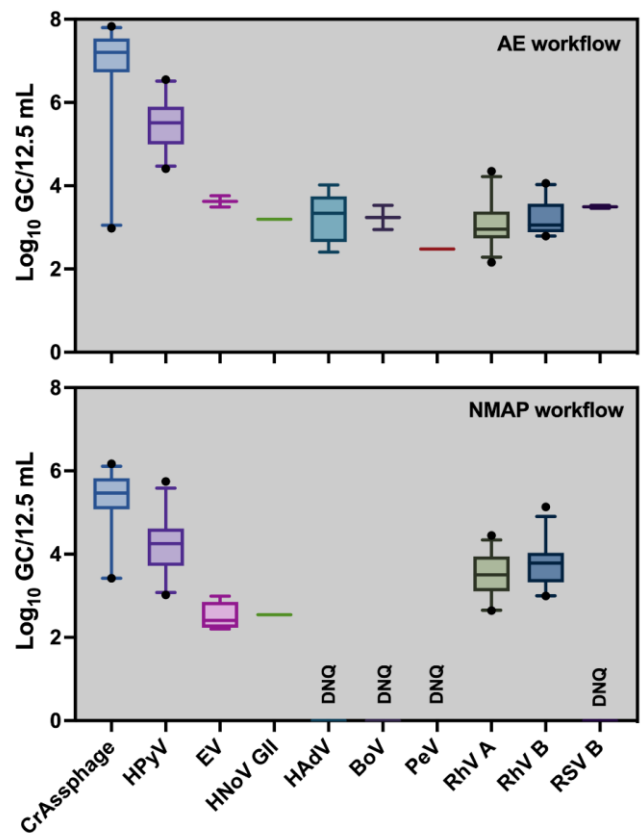 AE workflow
Log10 GC/12.5 mL
8
6
4
2
0
NMAP workflow
Log10 GC/12.5 mL
8
6
4
2
0
DNQ
DNQ
DNQ
DNQ
CrAssphage
HPyV
EV
HNoV GII
HAdV
BoV
PeV
RhV A
RhV B
RSV B